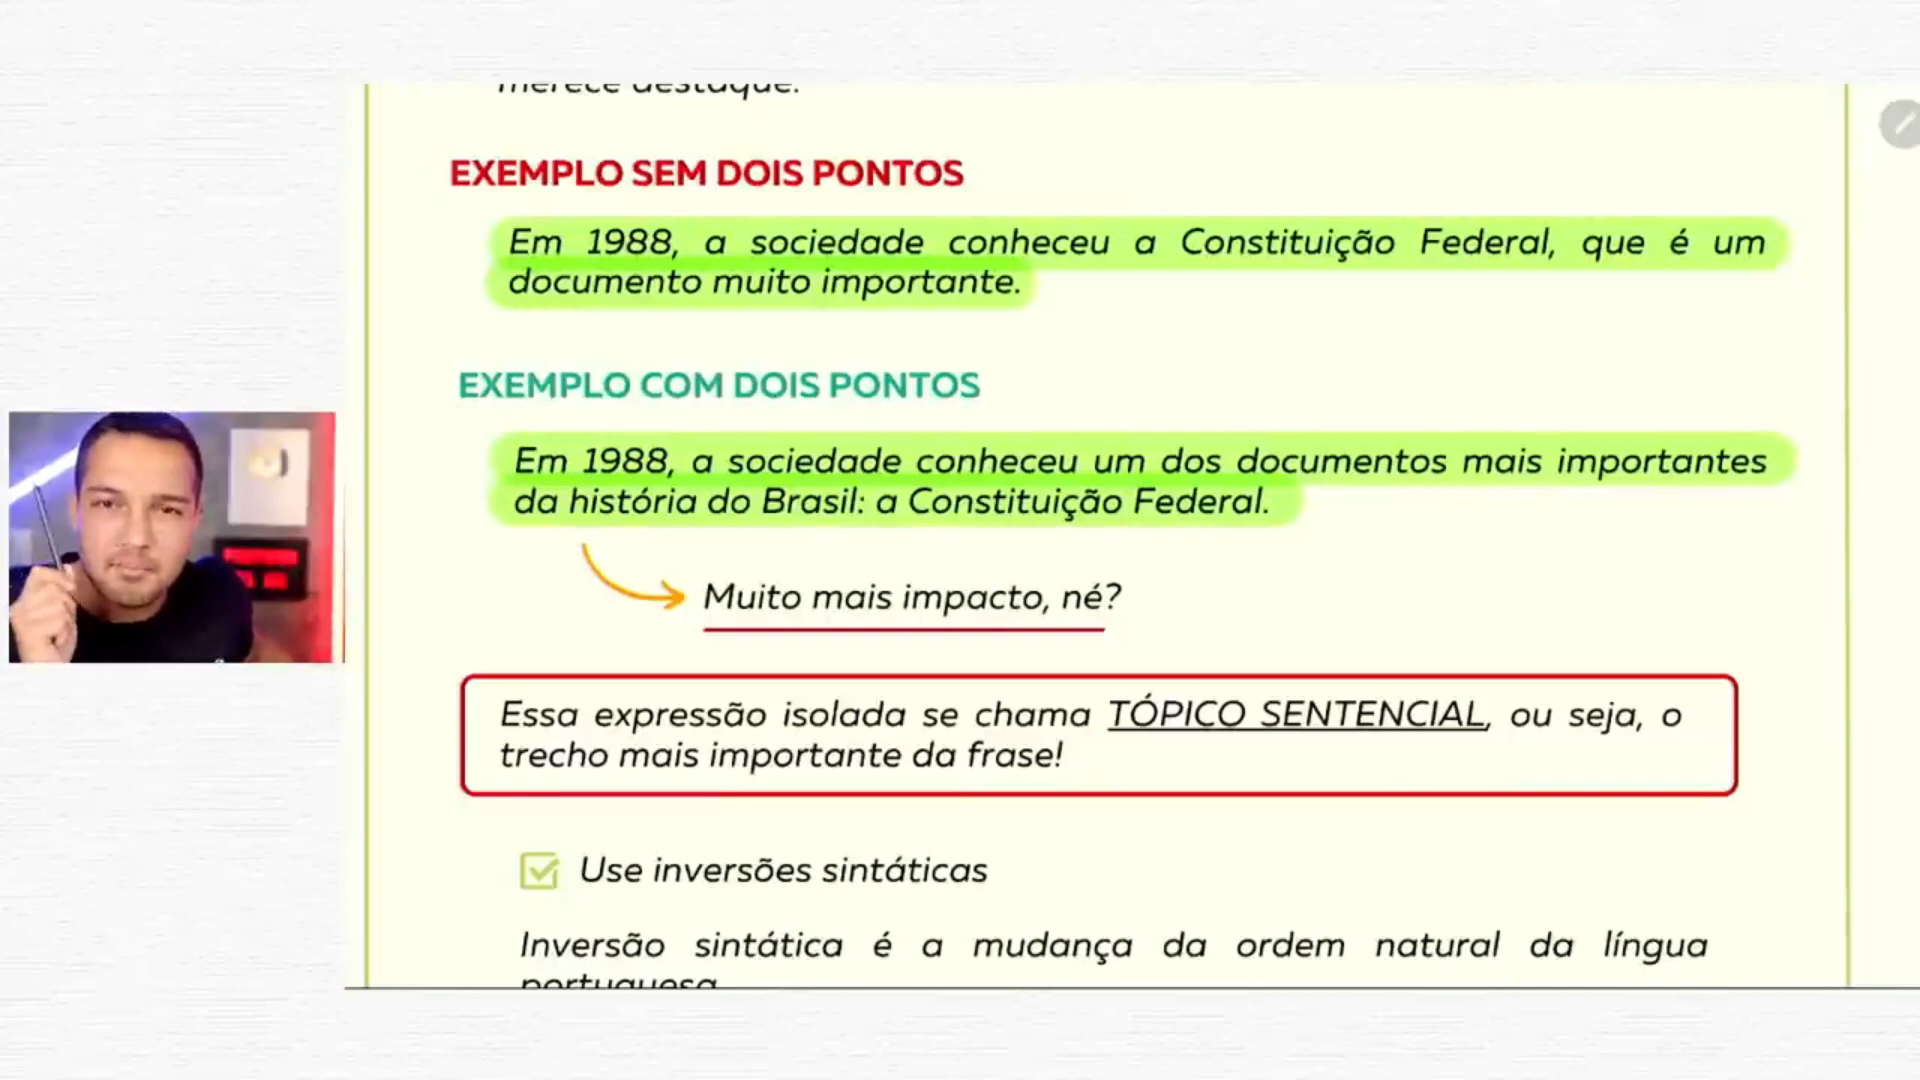 merece destaque.
EXEMPLO SEM DOIS PONTOS
Em 1988, a sociedade conheceu a Constituição Federal, que é um
documento muito importante.
EXEMPLO COM DOIS PONTOS
Em 1988, a sociedade conheceu um dos documentos mais importantes
da história do Brasil: a Constituição Federal.
Muito mais impacto, né?
Essa expressão isolada se chama TÓPICO SENTENCIAL, ou seja, o
trecho mais importante da frase!
Use inversões sintáticas
Inversão sintática é a mudança da ordem natural da língua
portuguesa